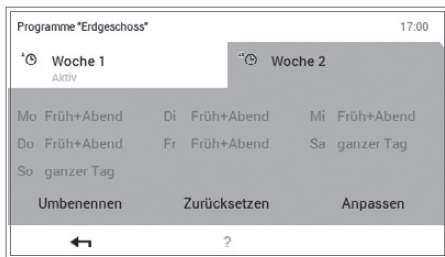 Programme "Erdgeschoss" 17:00
Woche 1 Woche 2
Aktiv
Mo Früh+Abend Di Früh+Abend Mi Früh+Abend
Do Früh+Abend Fr Früh+Abend Sa ganzer Tag
So ganzer Tag
Umbenennen Zurücksetzen Anpassen
?